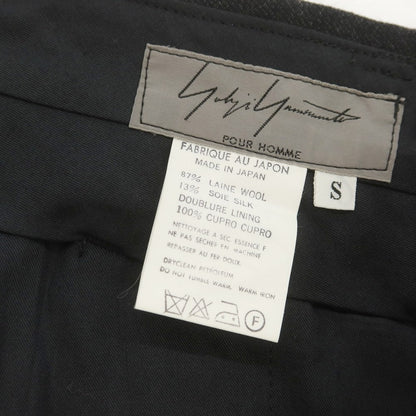 Yohji Yamamoto
POUR HOMME
FABRIQUE AU JAPON
MADE IN JAPAN
87% LAINE WOOL
13% SOIE SILK
DOUBLURE LINING
100% CUPRO CUPRO
NETTOYAGE A SEC. ESSENCE F
NE PAS SÉCHER EN MACHINE
REPASSER AU FER DOUX.
DRYCLEAN PETROLEUM
DO NOT TUMBLE WARM. WARM IRON
F
S